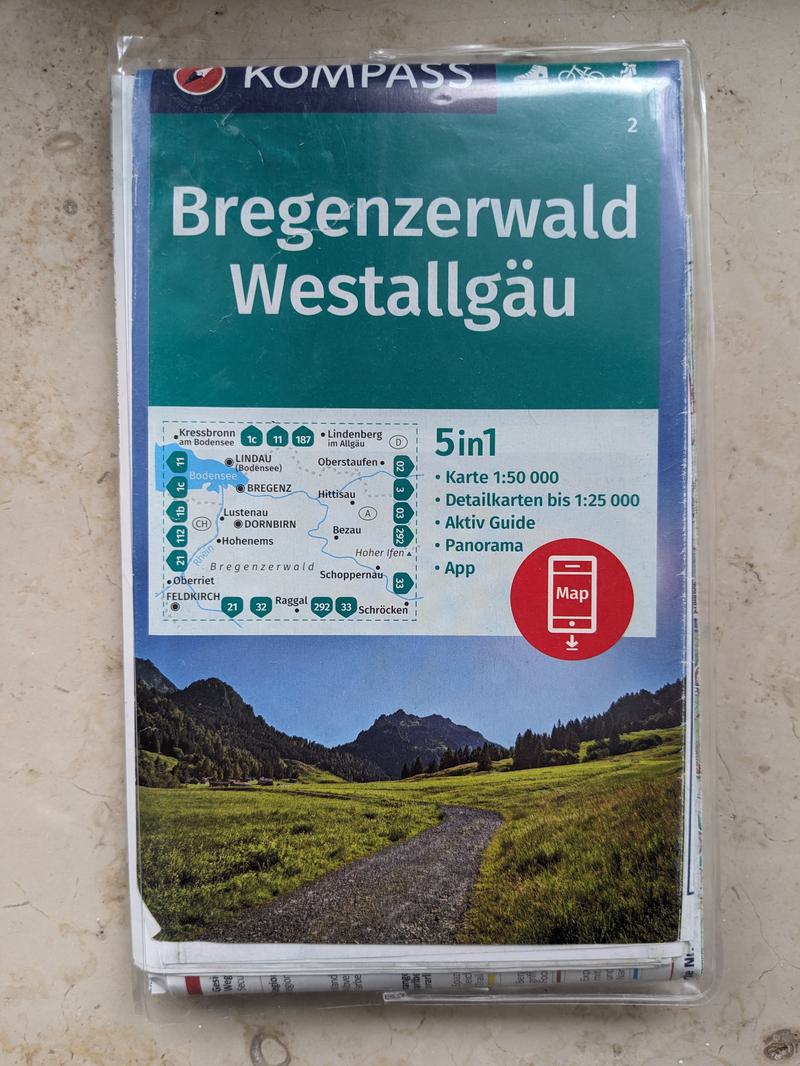 KOMPASS
2
Bregenzerwald
Westallgäu
Kressbronn
am Bodensee
1c
11
187
Lindenberg
im Allgäu
D
11
LINDAU
(Bodensee)
Oberstaufen
02
Bodensee
1c
BREGENZ
3
Hittisau
1b
Lustenau
A
03
CH
DORNBIRN
112
Bezau
292
Hohenems
21
Rhein
Hoher Ifen
Bregenzerwald
Schoppernau
33
Oberriet
FELDKIRCH
21
32
Raggal
292
33
Schröcken
5in1
• Karte 1:50 000
• Detailkarten bis 1:25 000
• Aktiv Guide
• Panorama
• App
Map